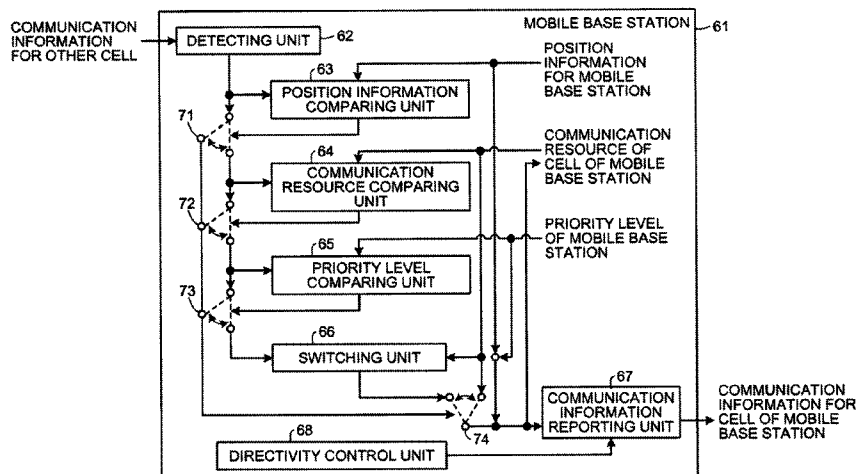 COMMUNICATION
INFORMATION
FOR OTHER CELL
MOBILE BASE STATION
61
DETECTING UNIT
62
POSITION
INFORMATION
FOR MOBILE
BASE STATION
63
POSITION INFORMATION
COMPARING UNIT
71
COMMUNICATION
RESOURCE OF
CELL OF MOBILE
BASE STATION
64
COMMUNICATION
RESOURCE COMPARING
UNIT
72
PRIORITY LEVEL
OF MOBILE BASE
STATION
65
PRIORITY LEVEL
COMPARING UNIT
73
66
SWITCHING UNIT
67
COMMUNICATION
INFORMATION
REPORTING UNIT
COMMUNICATION
INFORMATION FOR
CELL OF MOBILE
BASE STATION
74
68
DIRECTIVITY CONTROL UNIT